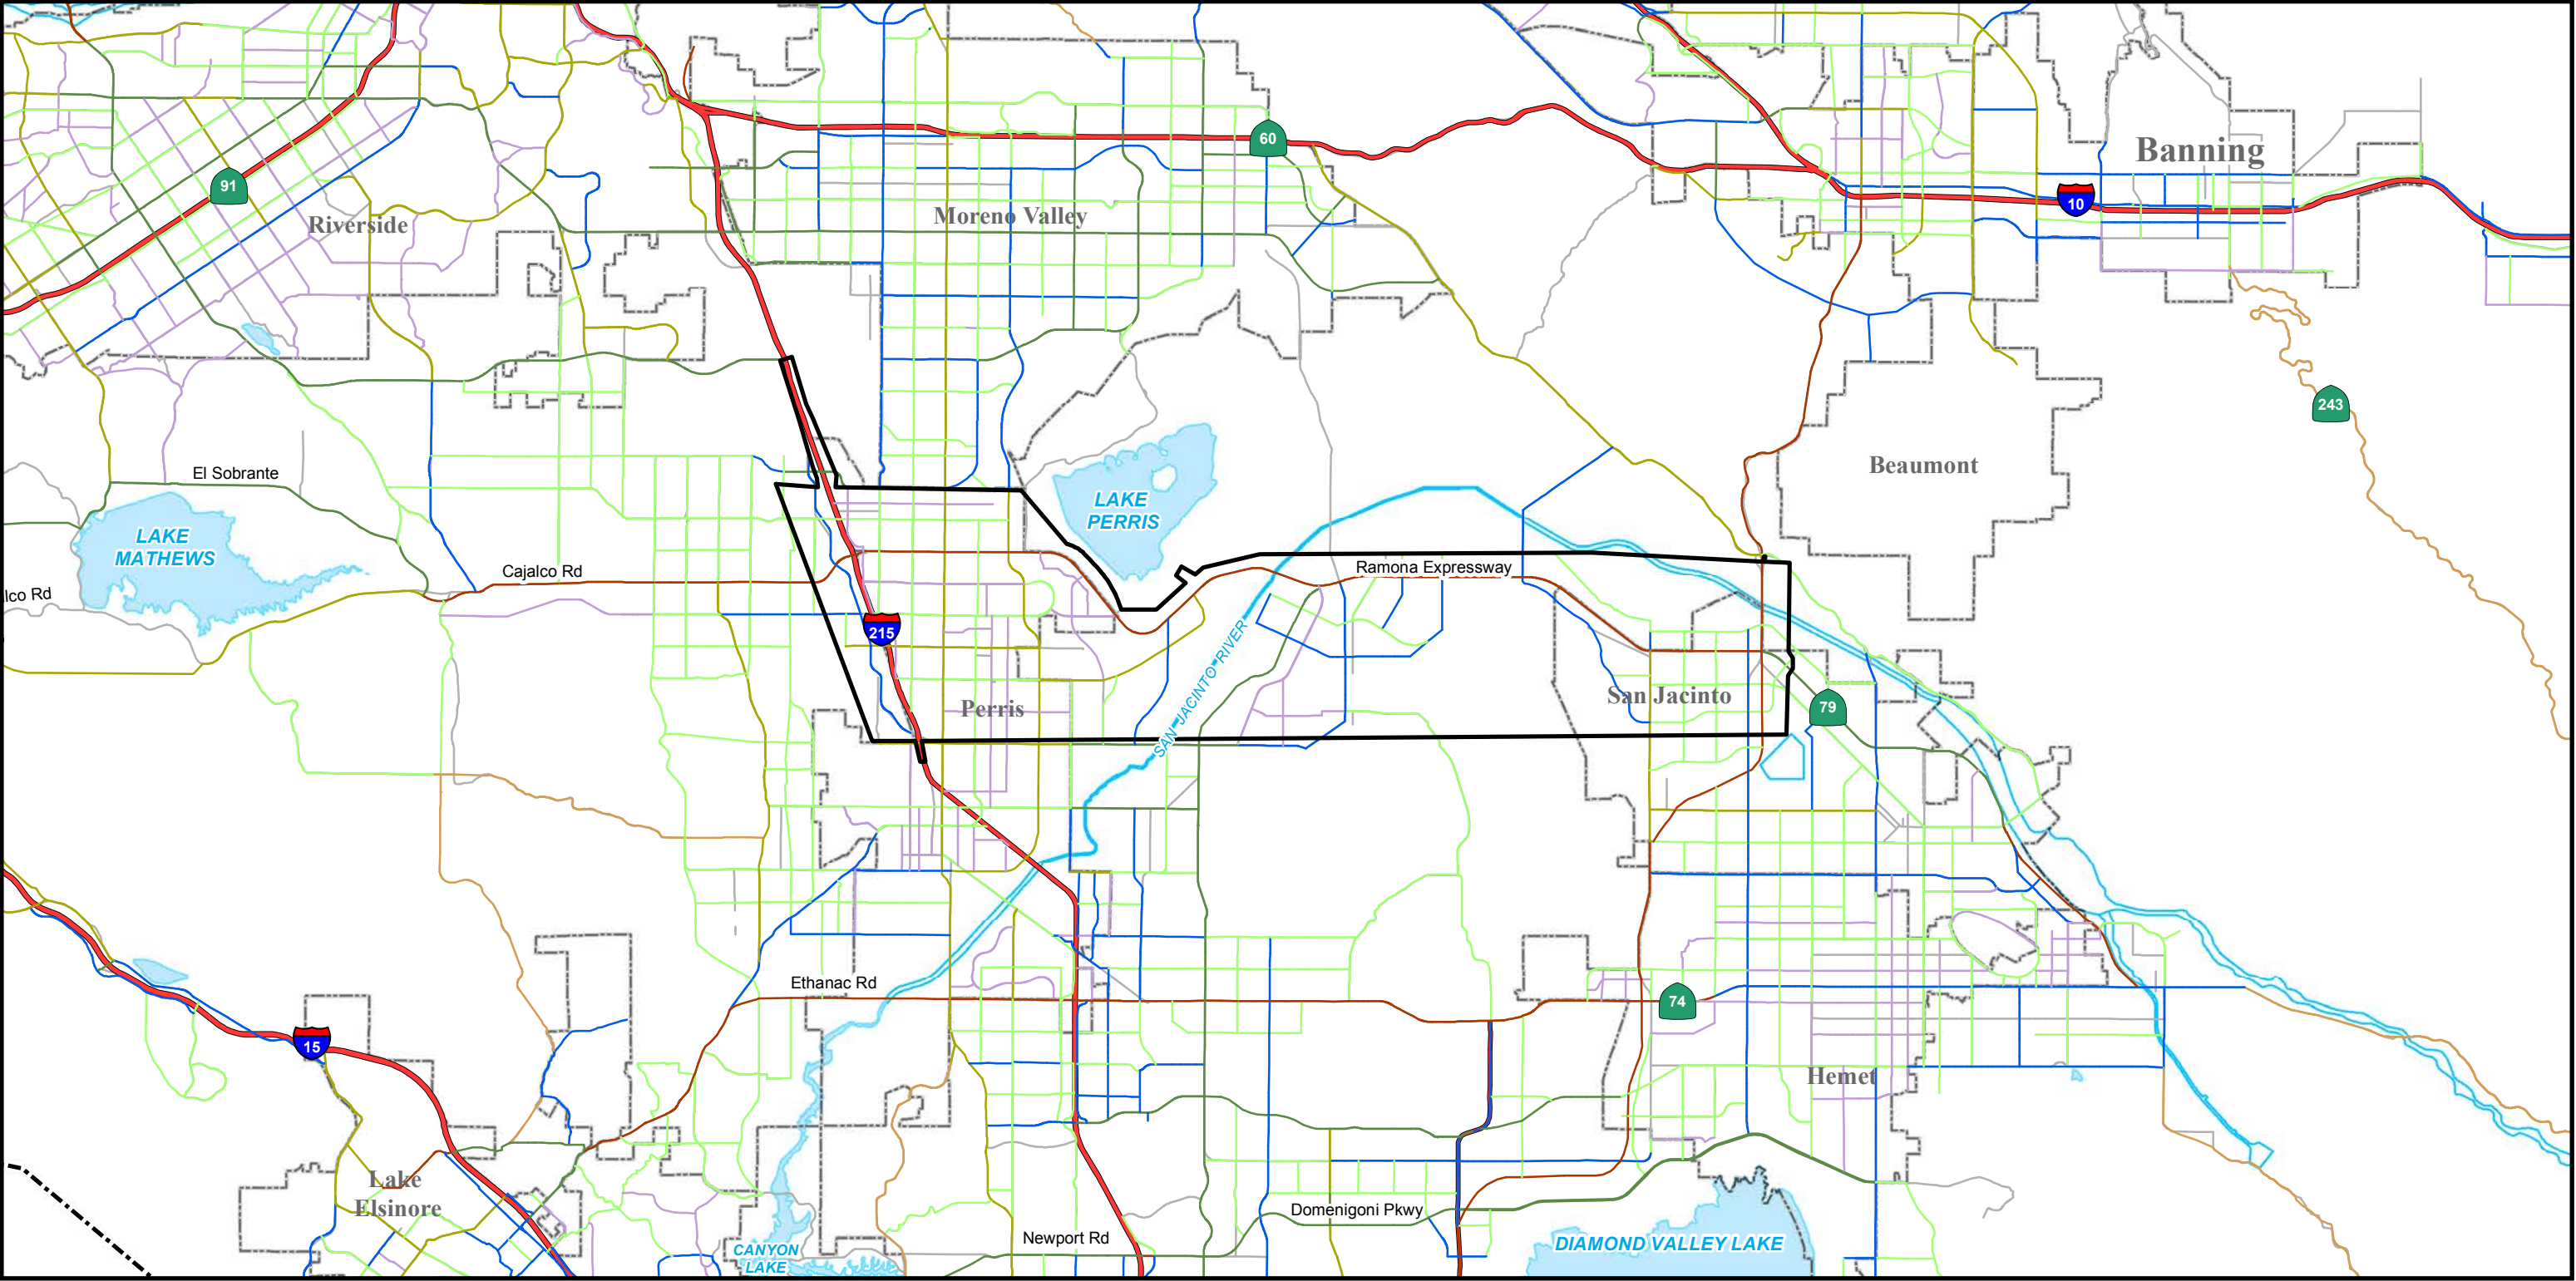 60
Banning
91
10
Riverside
Moreno Valley
243
Beaumont
El Sobrante
LAKE
PERRIS
LAKE
MATHEWS
Cajalco Rd
Ramona Expressway
lco Rd
215
SAN JACINTO RIVER
San Jacinto
Perris
79
Ethanac Rd
74
15
Hemet
Lake
Elsinore
Domenigoni Pkwy
Newport Rd
DIAMOND VALLEY LAKE
CANYON
LAKE